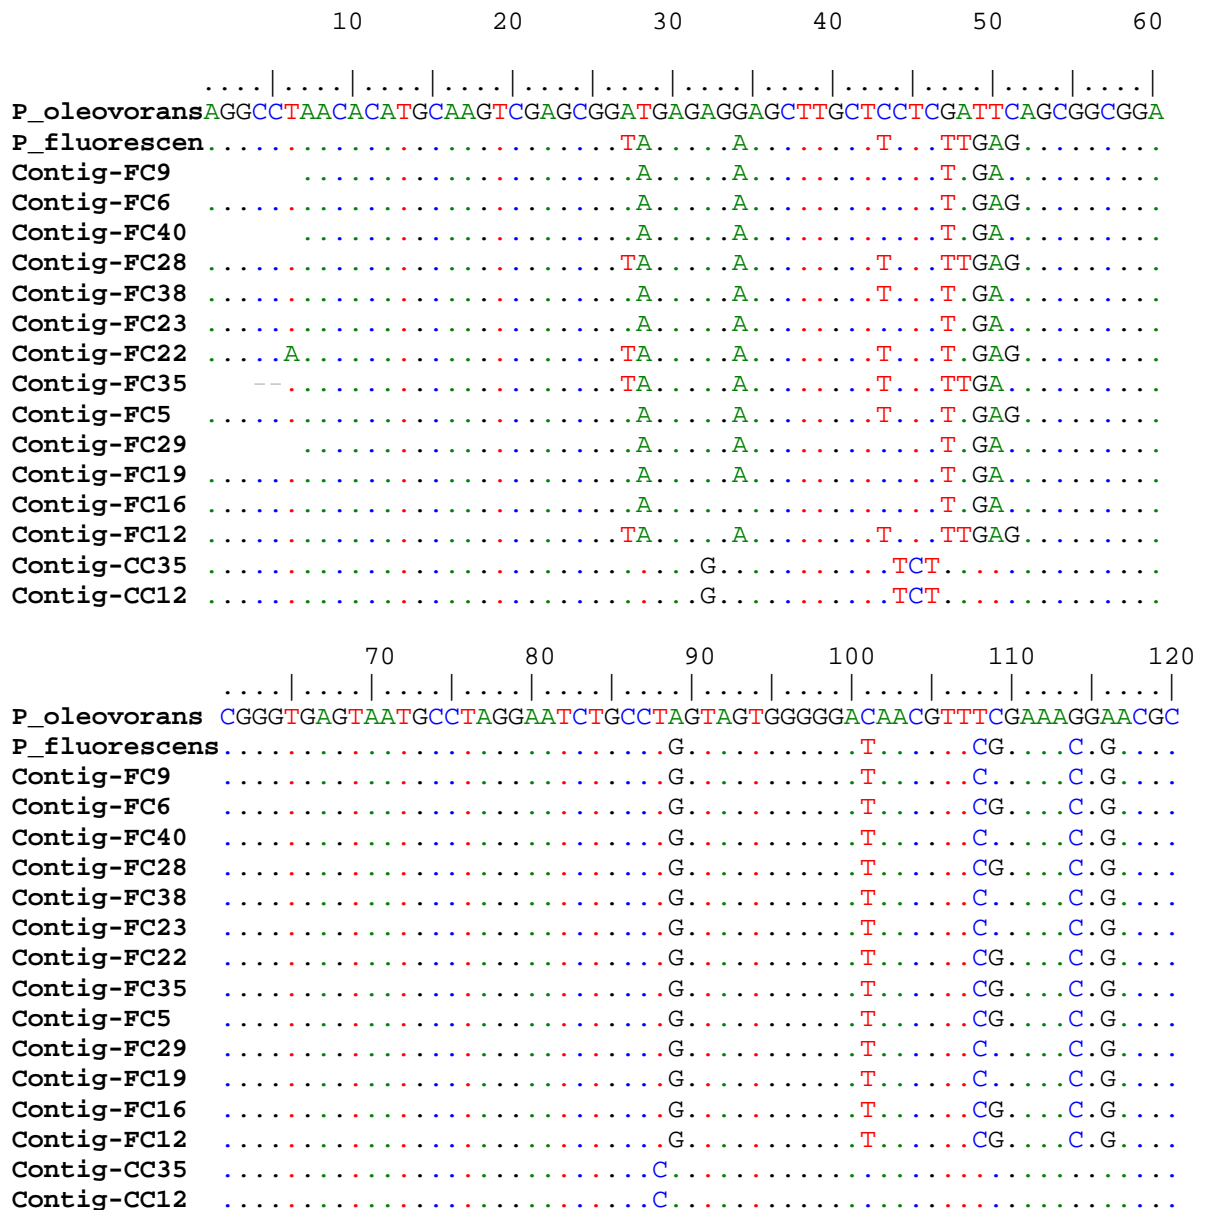 10 20 30 40 50 60
....|....|....|....|....|....|....|....|....|....|....|....|
P_oleovorans AGGCCTAACACATGCAAGTCGAGCGGATGAGAGGAGCTTGCTCCTCGATTCAGCGGCGGA
P_fluorescen ..........................TA.....A........T...TTGAG.........
Contig-FC9 .....................A.....A............T.GA..........
Contig-FC6 ...........................A.....A............T.GAG.........
Contig-FC40 .....................A.....A............T.GA..........
Contig-FC28 ..........................TA.....A........T...TTGAG.........
Contig-FC38 ...........................A.....A........T...T.GA..........
Contig-FC23 ...........................A.....A............T.GA..........
Contig-FC22 .....A....................TA.....A........T...T.GAG.........
Contig-FC35 --.....................TA.....A........T...TTGA..........
Contig-FC5 ...........................A.....A........T...T.GAG.........
Contig-FC29 .....................A.....A............T.GA..........
Contig-FC19 ...........................A.....A............T.GA..........
Contig-FC16 ...........................A..................T.GA..........
Contig-FC12 ..........................TA.....A........T...TTGAG.........
Contig-CC35 ...............................G...........TCT..............
Contig-CC12 ...............................G...........TCT..............
70 80 90 100 110 120
....|....|....|....|....|....|....|....|....|....|....|....|
P_oleovorans CGGGTGAGTAATGCCTAGGAATCTGCCTAGTAGTGGGGGACAACGTTTCGAAAGGAACGC
P_fluorescens ............................G...........T......CG....C.G....
Contig-FC9 ............................G...........T......C.....C.G....
Contig-FC6 ............................G...........T......CG....C.G....
Contig-FC40 ............................G...........T......C.....C.G....
Contig-FC28 ............................G...........T......CG....C.G....
Contig-FC38 ............................G...........T......C.....C.G....
Contig-FC23 ............................G...........T......C.....C.G....
Contig-FC22 ............................G...........T......CG....C.G....
Contig-FC35 ............................G...........T......CG....C.G....
Contig-FC5 ............................G...........T......CG....C.G....
Contig-FC29 ............................G...........T......C.....C.G....
Contig-FC19 ............................G...........T......C.....C.G....
Contig-FC16 ............................G...........T......CG....C.G....
Contig-FC12 ............................G...........T......CG....C.G....
Contig-CC35 ...........................C................................
Contig-CC12 ...........................C................................